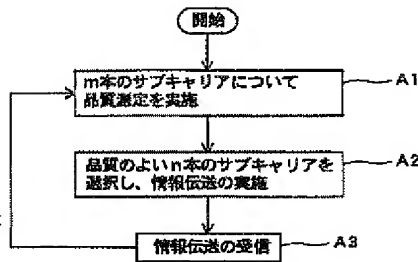 開始
m本のサブキャリアについて
品質測定を実施
A1
品質のよいn本のサブキャリアを
選択し、情報伝送の実施
A2
情報伝送の受信
A3